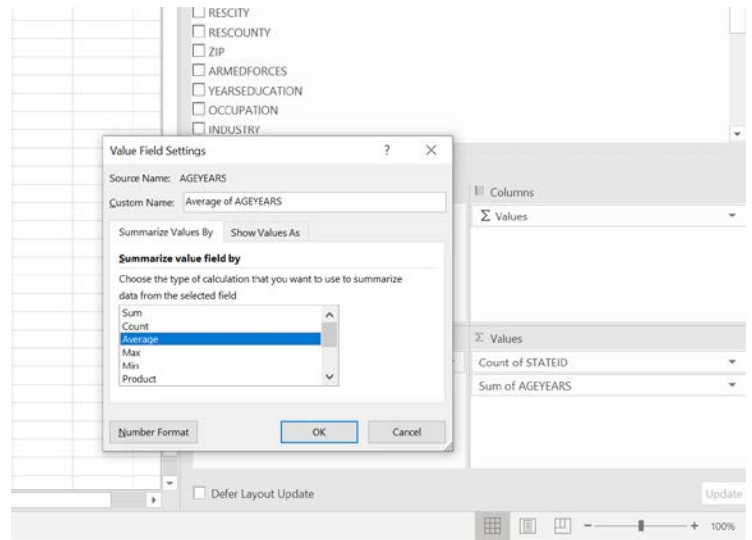 RESCITY
RESCOUNTY
ZIP
ARMEDFORCES
YEARSEDUCATION
OCCUPATION
INDUSTRY
Value Field Settings ?
Source Name: AGEYEARS
Custom Name: Average of AGEYEARS
Summarize Values By Show Values As
Summarize value field by
Choose the type of calculation that you want to use to summarize
data from the selected field
Sum
Count
Average
Max
Min
Product
Number Format OK Cancel
Columns
Σ Values
Σ Values
Count of STATEID
Sum of AGEYEARS
Defer Layout Update Update
- + 100%